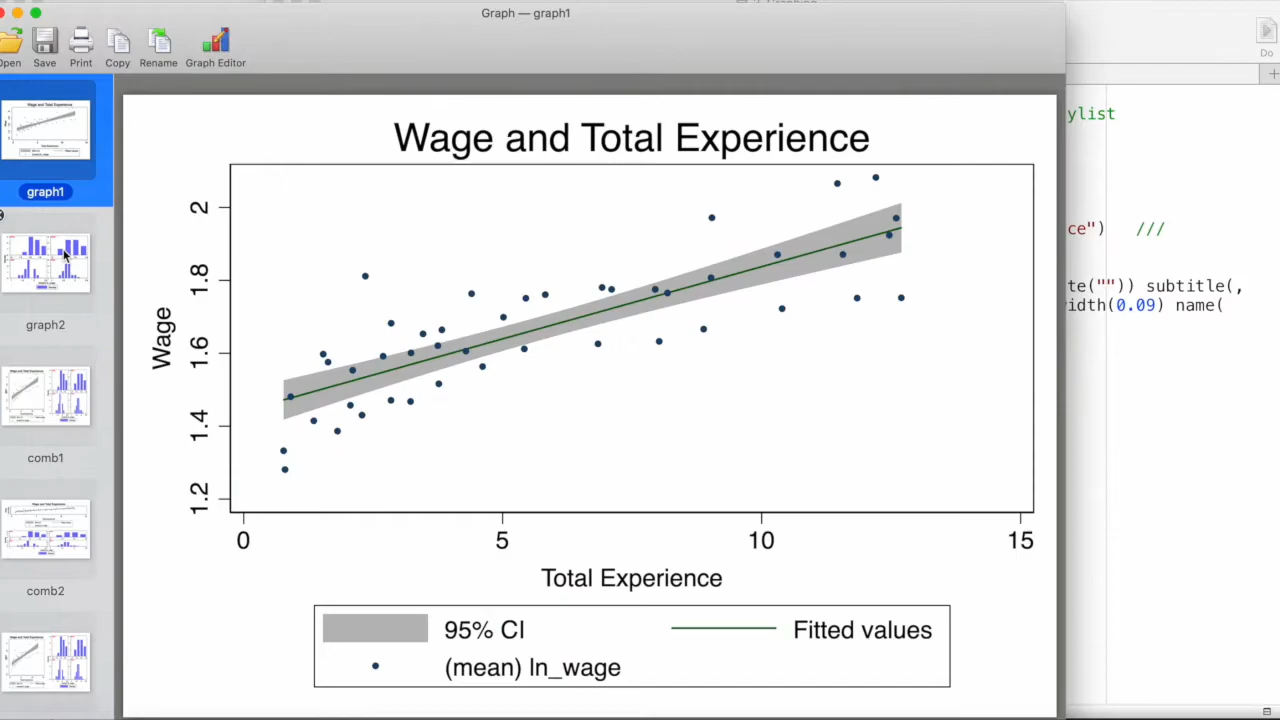 Graph — graph1
Open Save Print Copy Rename Graph Editor
Do
graph1
graph2
comb1
comb2
Wage and Total Experience
Wage
2
1.8
1.6
1.4
1.2
0 5 10 15
Total Experience
95% CI Fitted values
(mean) ln_wage
ylist
ce") ///
te("")) subtitle(,
idth(0.09) name(